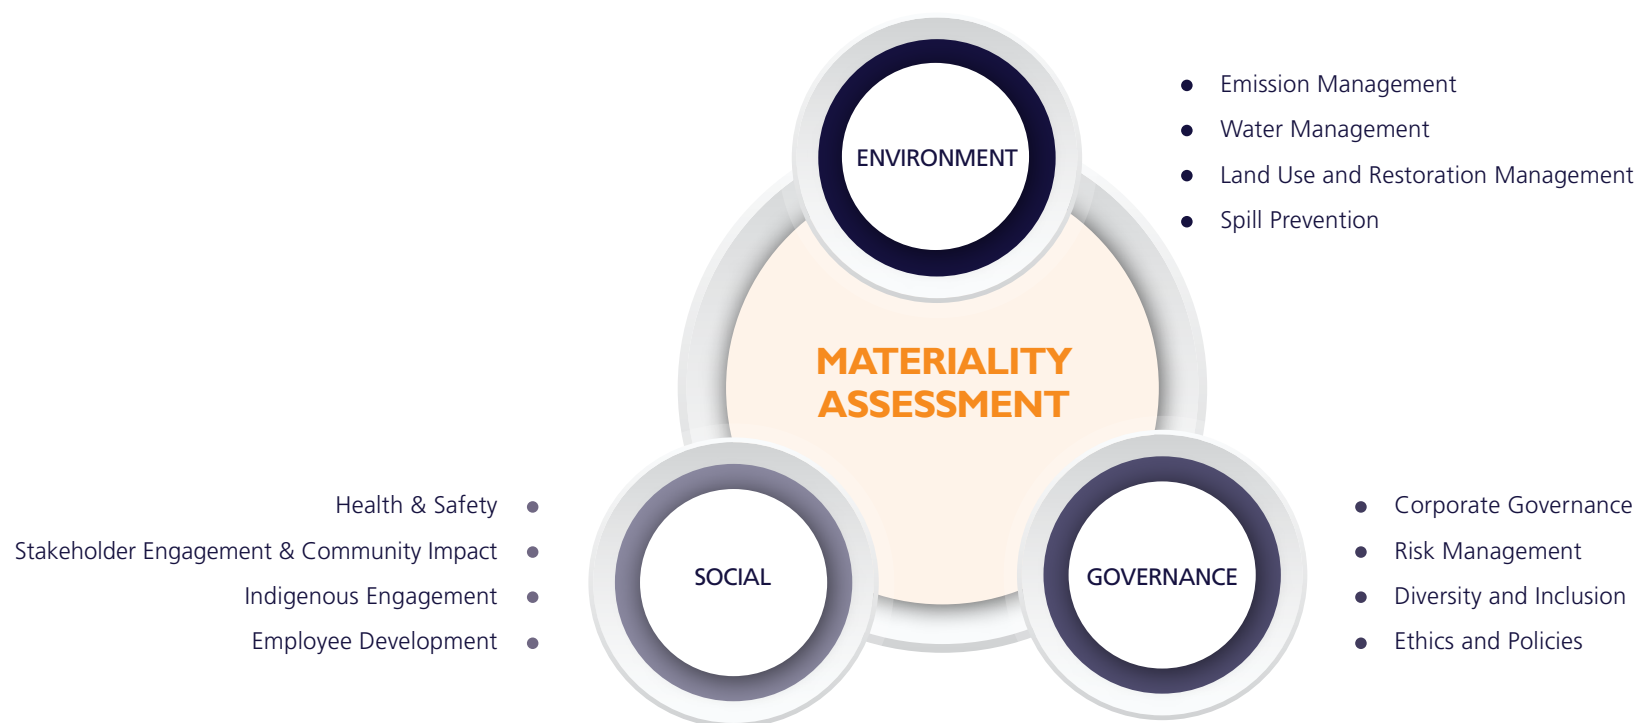 ENVIRONMENT
Emission Management
Water Management
Land Use and Restoration Management
Spill Prevention
MATERIALITY
ASSESSMENT
SOCIAL
Health & Safety
Stakeholder Engagement & Community Impact
Indigenous Engagement
Employee Development
GOVERNANCE
Corporate Governance
Risk Management
Diversity and Inclusion
Ethics and Policies